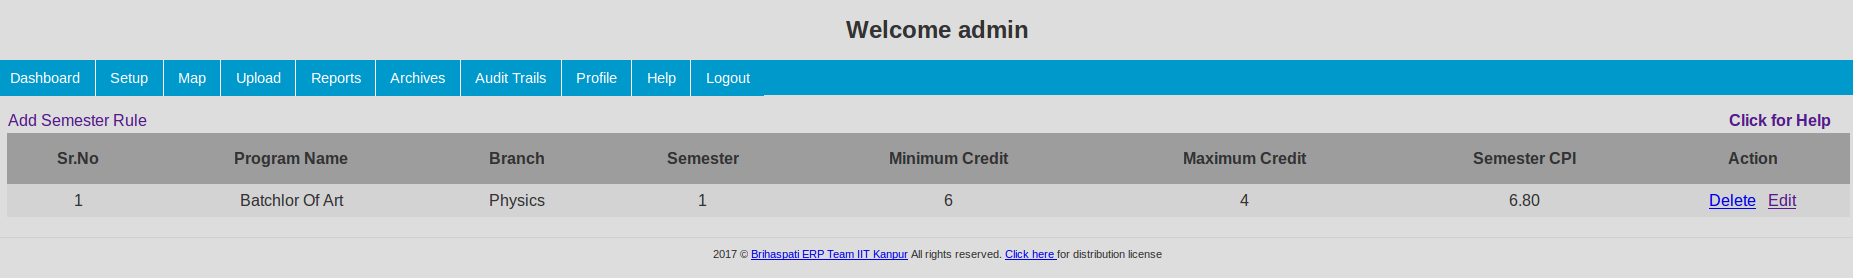 Welcome admin
Dashboard Setup Map Upload Reports Archives Audit Trails Profile Help Logout
Add Semester Rule Click for Help
Sr.No Program Name Branch Semester Minimum Credit Maximum Credit Semester CPI Action
1 Batchlor Of Art Physics 1 6 4 6.80 Delete Edit
2017 © Brihaspati ERP Team IIT Kanpur All rights reserved. Click here for distribution license